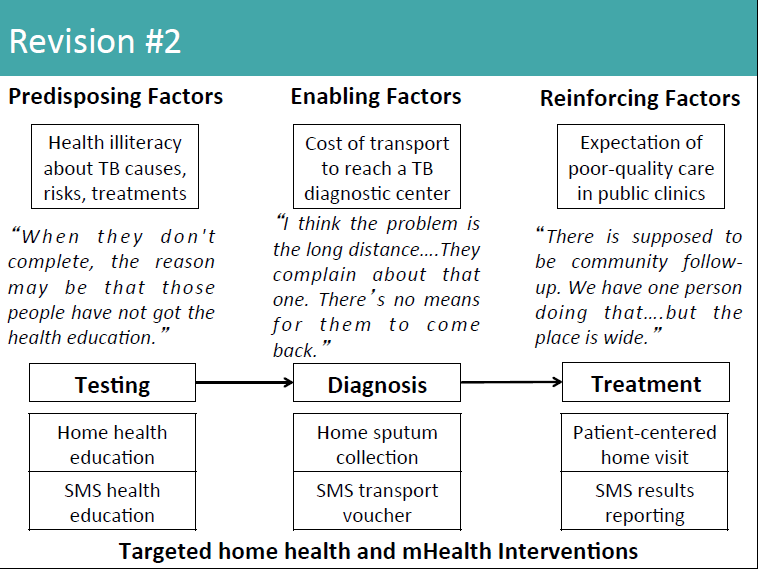 Revision #2
Predisposing Factors
Enabling Factors
Reinforcing Factors
Health illiteracy
about TB causes,
risks, treatments
Cost of transport
to reach a TB
diagnostic center
Expectation of
poor-quality care
in public clinics
“When they don't
complete, the reason
may be that those
people have not got the
health education.”
“I think the problem is
the long distance....They
complain about that
one. There’s no means
for them to come
back.”
“There is supposed to
be community follow-
up. We have one person
doing that....but the
place is wide.”
Testing
Diagnosis
Treatment
Home health
education
Home sputum
collection
Patient-centered
home visit
SMS health
education
SMS transport
voucher
SMS results
reporting
Targeted home health and mHealth Interventions